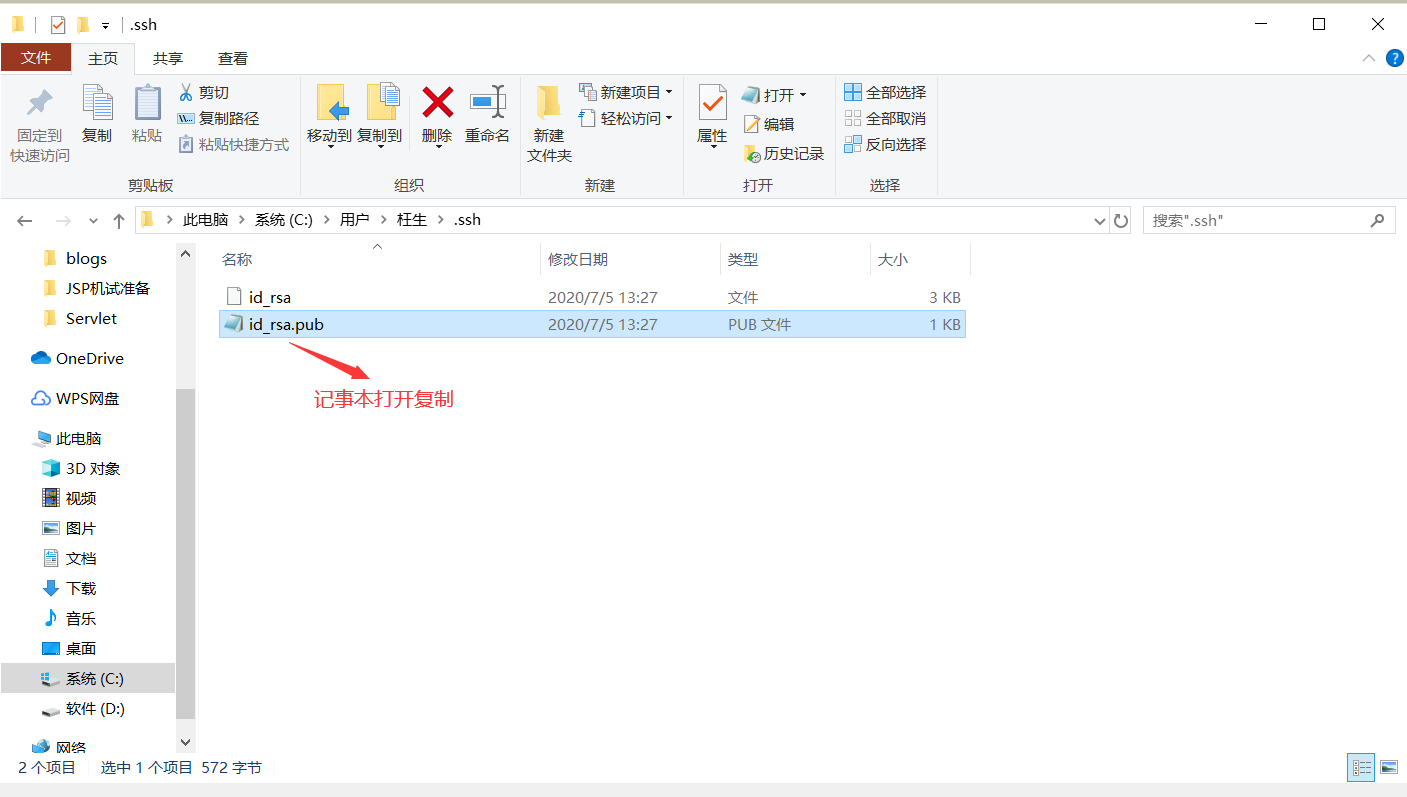 .ssh
文件 主页 共享 查看
固定到
快速访问
复制
粘贴
剪切
复制路径
粘贴快捷方式
剪贴板
移动到
复制到
删除
重命名
组织
新建
文件夹
新建项目
轻松访问
新建
属性
打开
编辑
历史记录
打开
全部选择
全部取消
反向选择
选择
此电脑 系统 (C:) 用户 枉生 .ssh
搜索".ssh"
名称 修改日期 类型 大小
id_rsa 2020/7/5 13:27 文件 3 KB
id_rsa.pub 2020/7/5 13:27 PUB 文件 1 KB
记事本打开复制
blogs
JSP机试准备
Servlet
OneDrive
WPS网盘
此电脑
3D 对象
视频
图片
文档
下载
音乐
桌面
系统 (C:)
软件 (D:)
网络
2 个项目 选中 1 个项目 572 字节